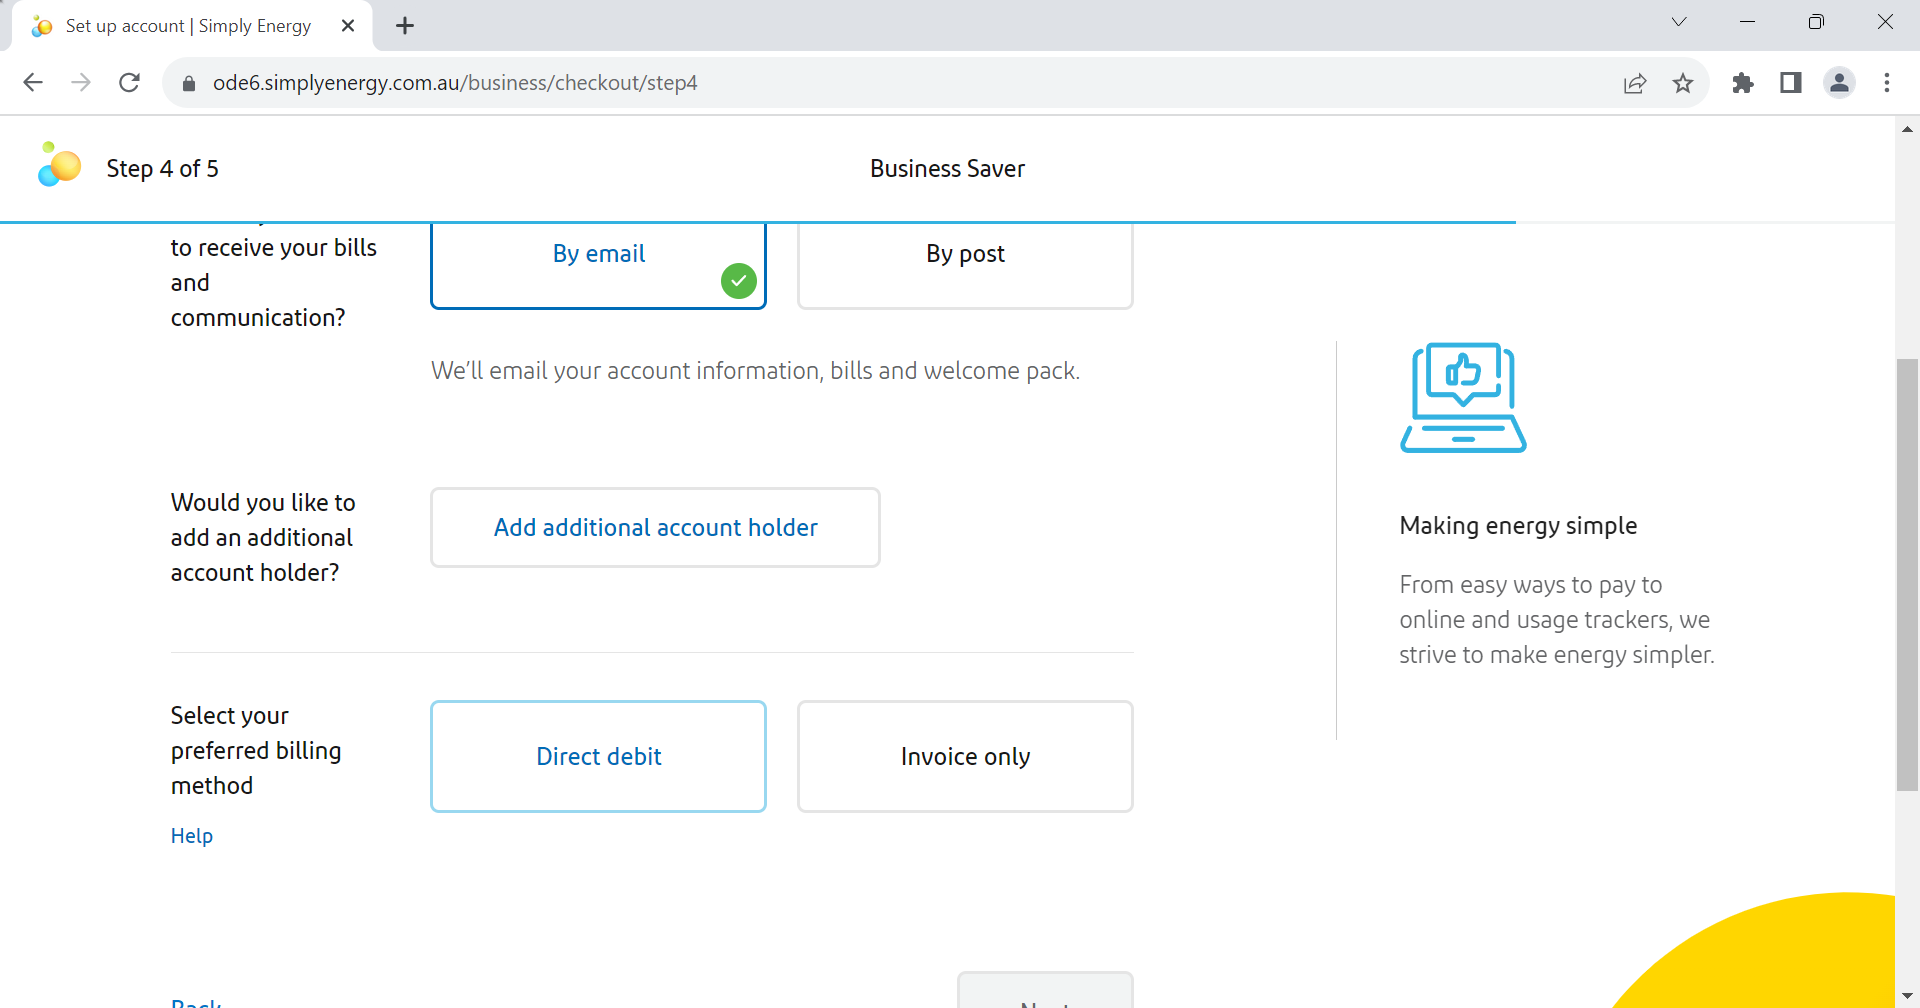 Set up account | Simply Energy
ode6.simplyenergy.com.au/business/checkout/step4
Step 4 of 5
Business Saver
to receive your bills
and
communication?
By email
By post
We’ll email your account information, bills and welcome pack.
Would you like to
add an additional
account holder?
Add additional account holder
Making energy simple
From easy ways to pay to
online and usage trackers, we
strive to make energy simpler.
Select your
preferred billing
method
Help
Direct debit
Invoice only
Back
Next